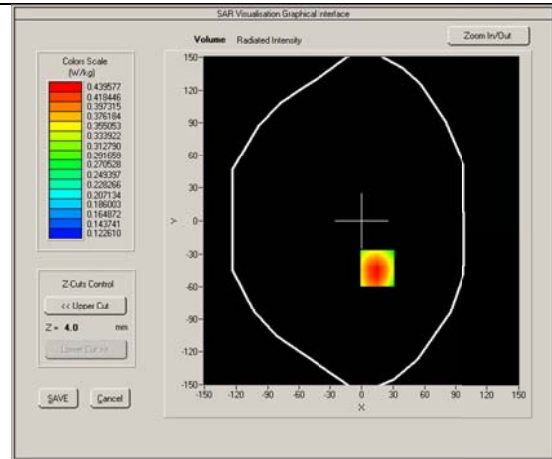 SAR Visualisation Graphical Interface
Volume Radiated Intensity
Zoom In/Out
Colors Scale
(W/kg)
0.439577
0.418446
0.397315
0.376184
0.355053
0.333922
0.312790
0.291659
0.270528
0.249397
0.228266
0.207134
0.186003
0.164872
0.143741
0.122610
Z-Cuts Control
<< Upper Cut
Z = 4.0 mm
Lower Cut >>
SAVE
Cancel
150
120
90
60
30
0
-30
-60
-90
-120
-150
Y
-150 -120 -90 -60 -30 0 30 60 90 120 150
X